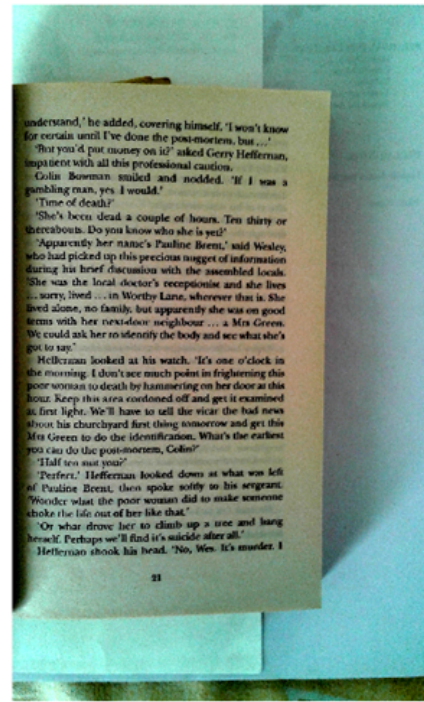 understand,' he added, covering himself. 'I won't know
for certain until I've done the post-mortem, but ...'
'But you'd put money on it?' asked Gerry Heffernan,
impatient with all this professional caution.
Colin Bowman smiled and nodded. 'If I was a
gambling man, yes I would.'
'Time of death?'
'She's been dead a couple of hours. Ten thirty or
thereabouts. Do you know who she is yet?'
'Apparently her name's Pauline Brent,' said Wesley,
who had picked up this precious nugget of information
during his brief discussion with the assembled locals.
'She was the local doctor's receptionist and she lives
... sorry, lived ... in Worthy Lane, wherever that is. She
lived alone, no family, but apparently she was on good
terms with her next-door neighbour ... a Mrs Green.
We could ask her to identify the body and see what she's
got to say.'
Heffernan looked at his watch. 'It's one o'clock in
the morning. I don't see much point in frightening this
poor woman to death by hammering on her door at this
hour. Keep this area cordoned off and get it examined
at first light. We'll have to tell the vicar the bad news
about his churchyard first thing tomorrow and get this
Mrs Green to do the identification. What's the earliest
you can do the post-mortem, Colin?'
'Half ten suit you?'
'Perfect.' Heffernan looked down at what was left
of Pauline Brent, then spoke softly to his sergeant.
'Wonder what the poor woman did to make someone
choke the life out of her like that.'
'Or what drove her to climb up a tree and hang
herself. Perhaps we'll find it's suicide after all.'
Heffernan shook his head. 'No, Wes. It's murder. I
21